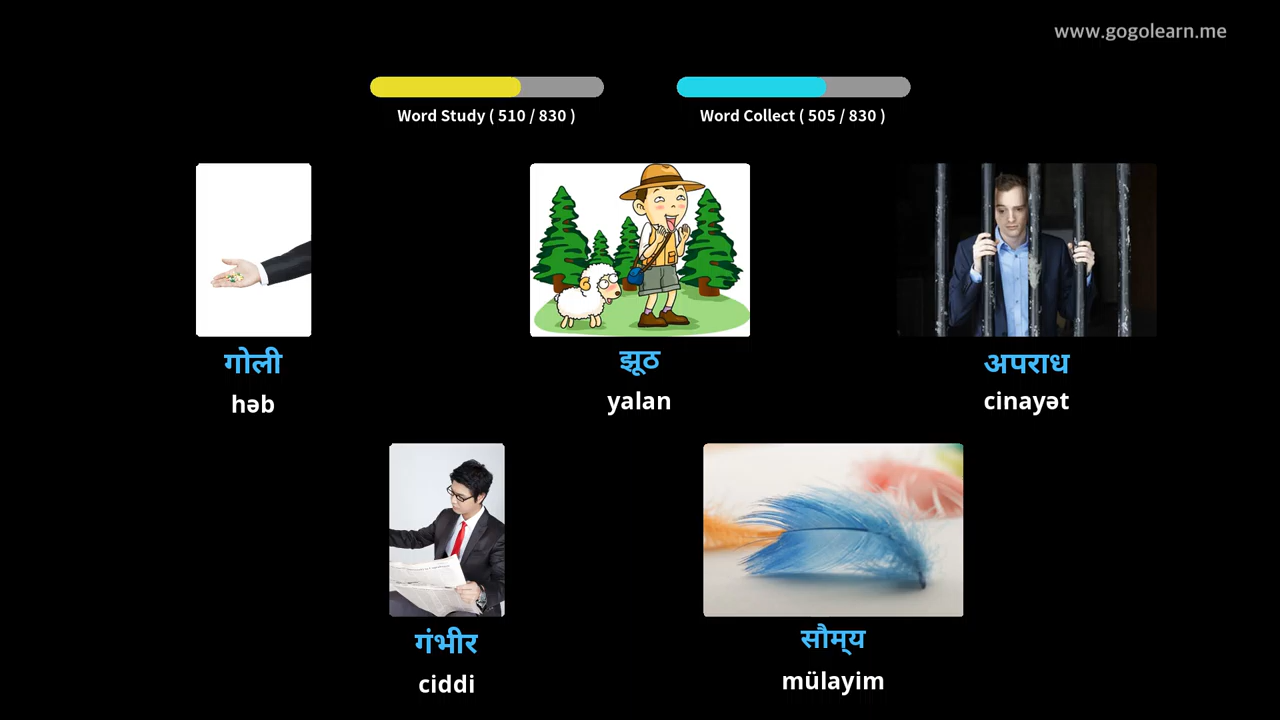 www.gogolearn.me
Word Study ( 510 / 830 )
Word Collect ( 505 / 830 )
गोली
həb
झूठ
yalan
अपराध
cinayət
गंभीर
ciddi
सौम्य
mülayim